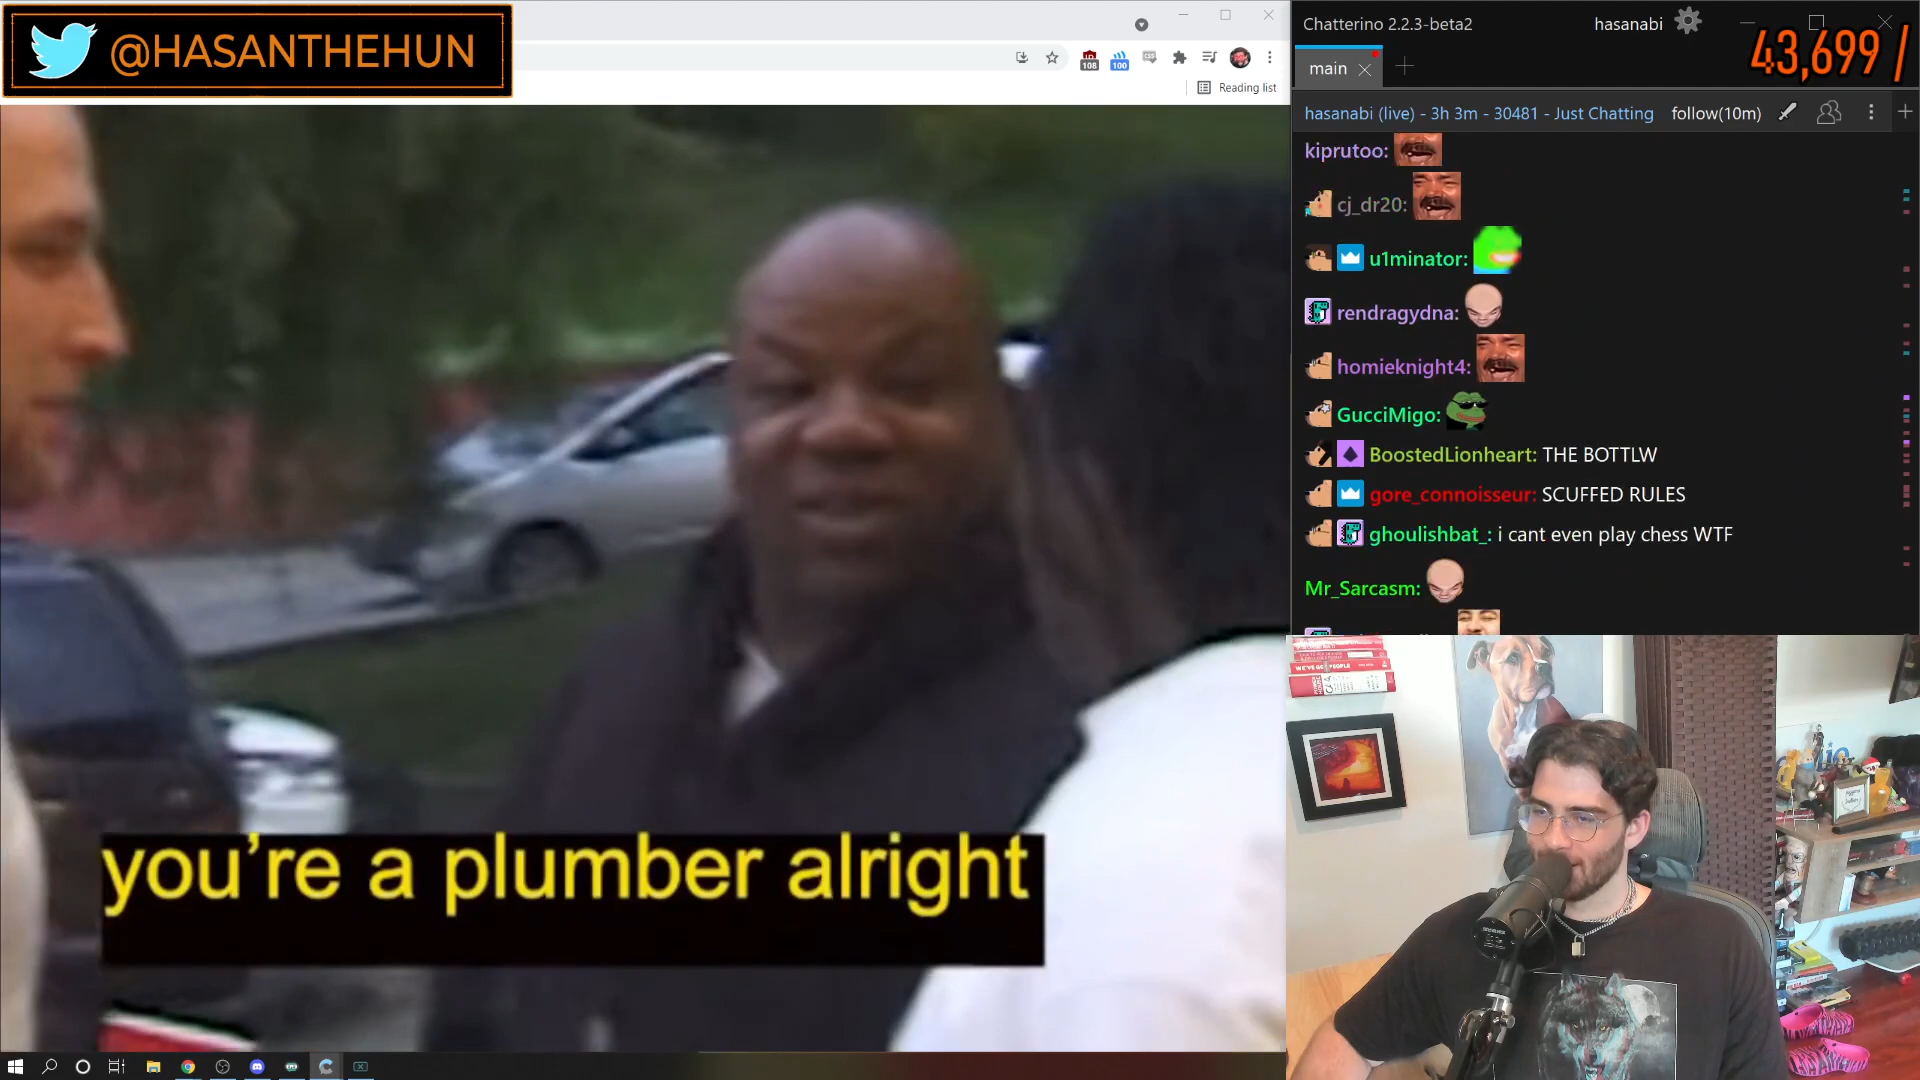 @HASANTHEHUN
108
100
Reading list
you're a plumber alright
Chatterino 2.2.3-beta2
hasanabi
43,699 /
main
hasanabi (live) - 3h 3m - 30481 - Just Chatting
follow(10m)
kiprutoo:
cj_dr20:
u1minator:
rendragydna:
homieknight4:
GucciMigo:
BoostedLionheart: THE BOTTLW
gore_connoisseur: SCUFFED RULES
ghoulishbat_: i cant even play chess WTF
Mr_Sarcasm: